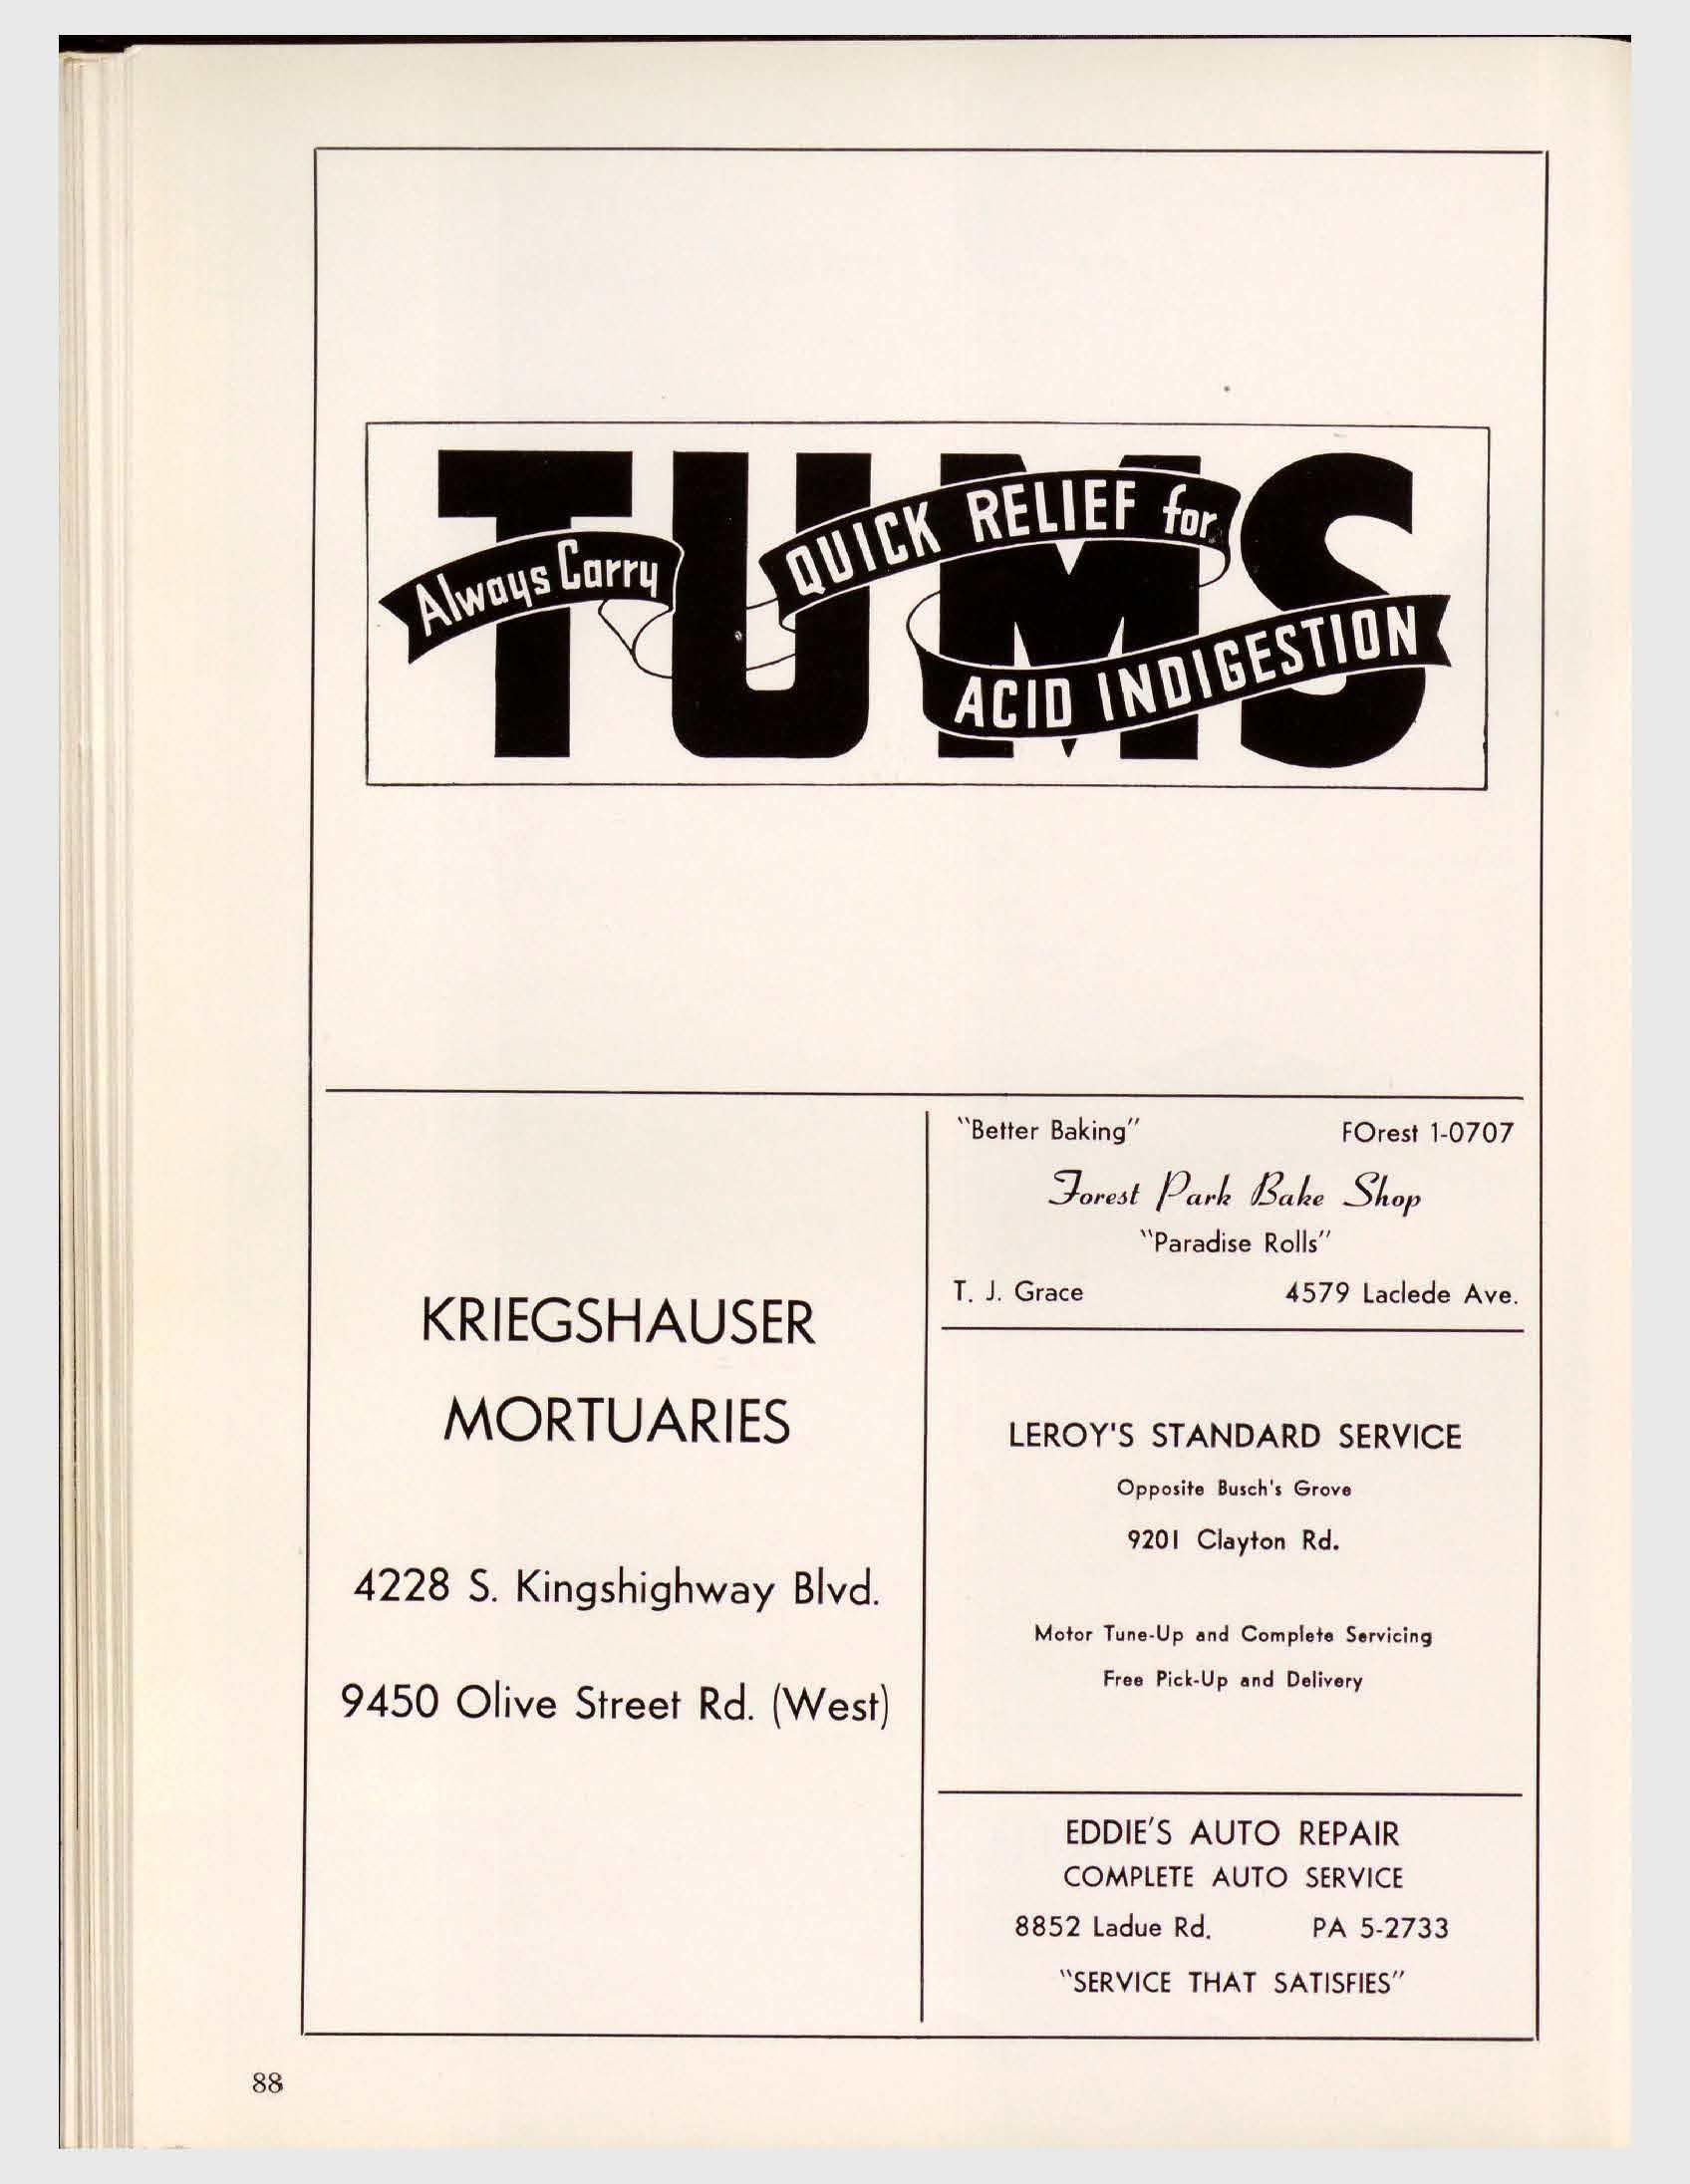 TUMS
Always Carry
QUICK RELIEF for
ACID INDIGESTION
KRIEGSHAUSER
MORTUARIES
4228 S. Kingshighway Blvd.
9450 Olive Street Rd. (West)
"Better Baking" FOrest 1-0707
Forest Park Bake Shop
"Paradise Rolls"
T. J. Grace 4579 Laclede Ave.
LEROY'S STANDARD SERVICE
Opposite Busch's Grove
9201 Clayton Rd.
Motor Tune-Up and Complete Servicing
Free Pick-Up and Delivery
EDDIE'S AUTO REPAIR
COMPLETE AUTO SERVICE
8852 Ladue Rd. PA 5-2733
"SERVICE THAT SATISFIES"
88